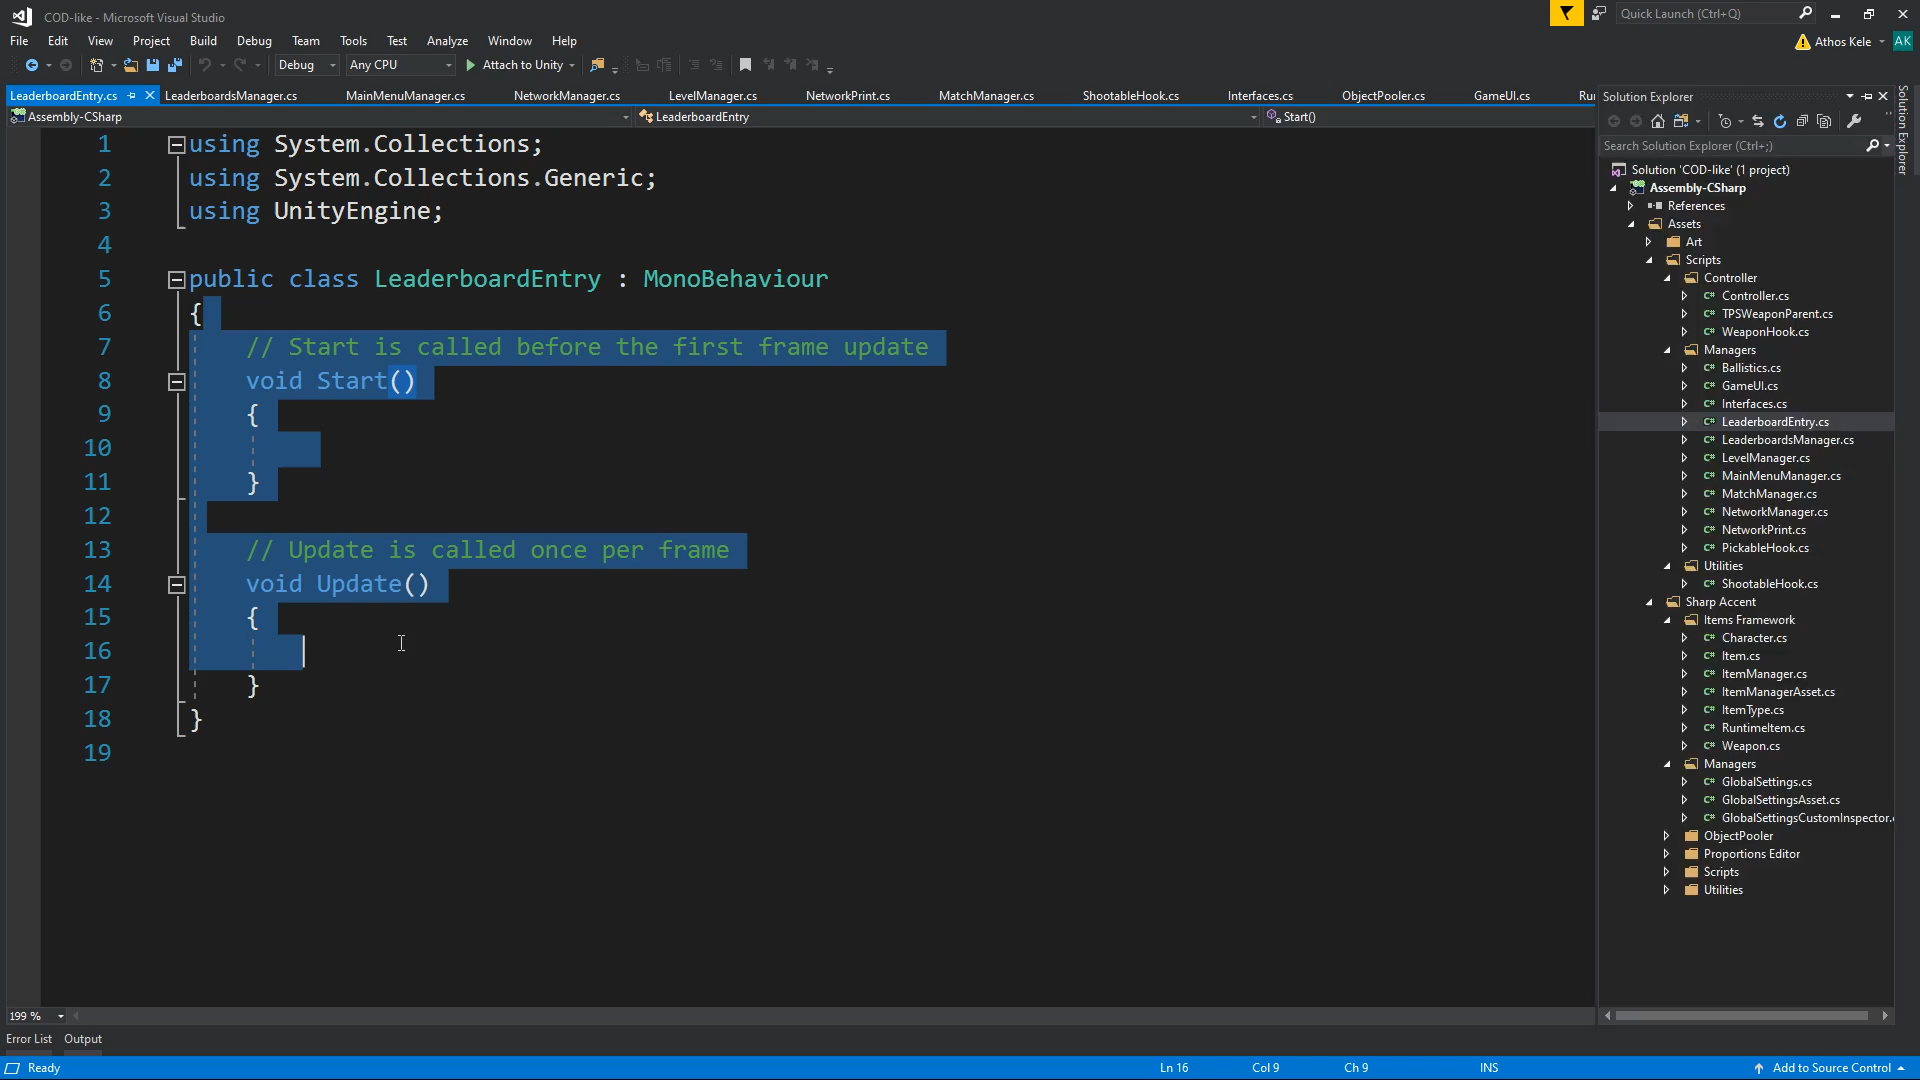 COD-like - Microsoft Visual Studio
Quick Launch (Ctrl+Q)
File Edit View Project Build Debug Team Tools Test Analyze Window Help
Athos Kele AK
Debug Any CPU Attach to Unity
LeaderboardEntry.cs LeaderboardsManager.cs MainMenuManager.cs NetworkManager.cs LevelManager.cs NetworkPrint.cs MatchManager.cs ShootableHook.cs Interfaces.cs ObjectPooler.cs GameUI.cs Run
Assembly-CSharp LeaderboardEntry Start()
1 using System.Collections;
2 using System.Collections.Generic;
3 using UnityEngine;
4
5 public class LeaderboardEntry : MonoBehaviour
6 {
7 // Start is called before the first frame update
8 void Start()
9 {
10
11 }
12
13 // Update is called once per frame
14 void Update()
15 {
16
17 }
18 }
19
199 %
Error List Output
Ready
Ln 16 Col 9 Ch 9 INS Add to Source Control
Solution Explorer
Search Solution Explorer (Ctrl+;)
Solution 'COD-like' (1 project)
Assembly-CSharp
References
Assets
Art
Scripts
Controller
C# Controller.cs
C# TPSWeaponParent.cs
C# WeaponHook.cs
Managers
C# Ballistics.cs
C# GameUI.cs
C# Interfaces.cs
C# LeaderboardEntry.cs
C# LeaderboardsManager.cs
C# LevelManager.cs
C# MainMenuManager.cs
C# MatchManager.cs
C# NetworkManager.cs
C# NetworkPrint.cs
C# PickableHook.cs
Utilities
C# ShootableHook.cs
Sharp Accent
Items Framework
C# Character.cs
C# Item.cs
C# ItemManager.cs
C# ItemManagerAsset.cs
C# ItemType.cs
C# RuntimeItem.cs
C# Weapon.cs
Managers
C# GlobalSettings.cs
C# GlobalSettingsAsset.cs
C# GlobalSettingsCustomInspector.c
ObjectPooler
Proportions Editor
Scripts
Utilities
Solution Explorer